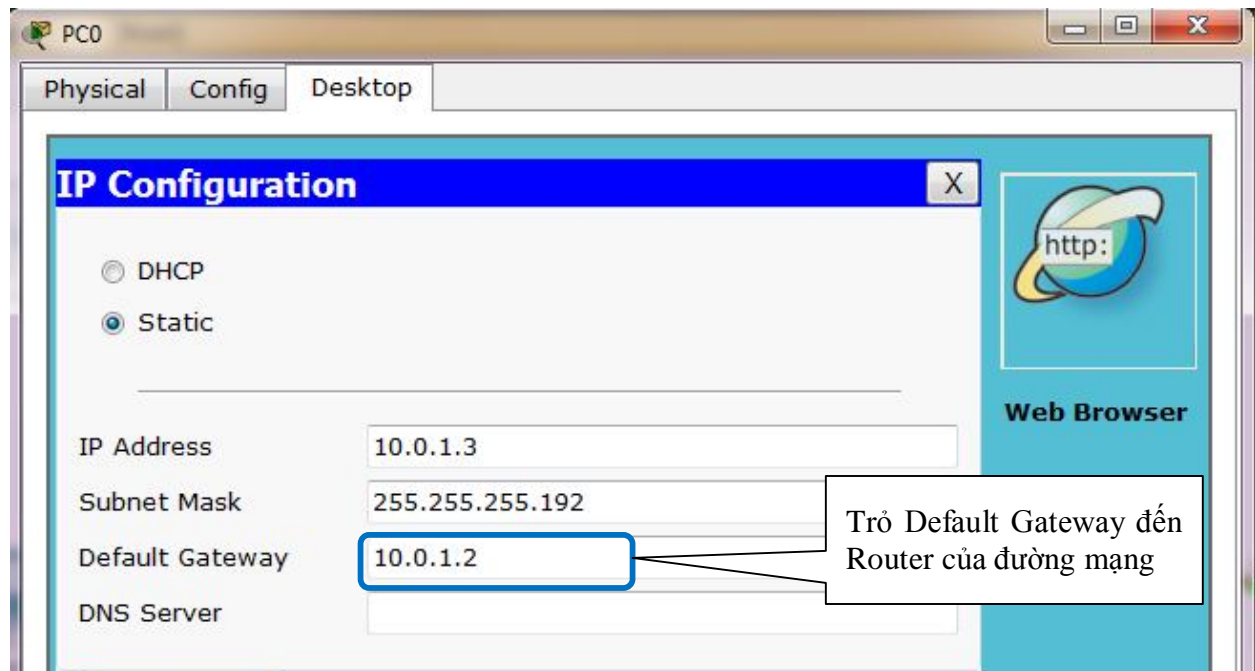 PC0
Physical Config Desktop
IP Configuration X
http:
DHCP
Static
Web Browser
IP Address 10.0.1.3
Subnet Mask 255.255.255.192
Default Gateway 10.0.1.2
DNS Server
Trỏ Default Gateway đến
Router của đường mạng